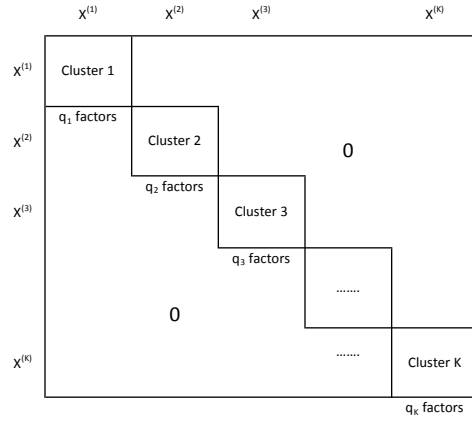 X(1) X(2) X(3) X(K)
X(1) Cluster 1
q1 factors
X(2) Cluster 2
0
q2 factors
X(3) Cluster 3
q3 factors
.......
0
.......
X(K) Cluster K
qK factors